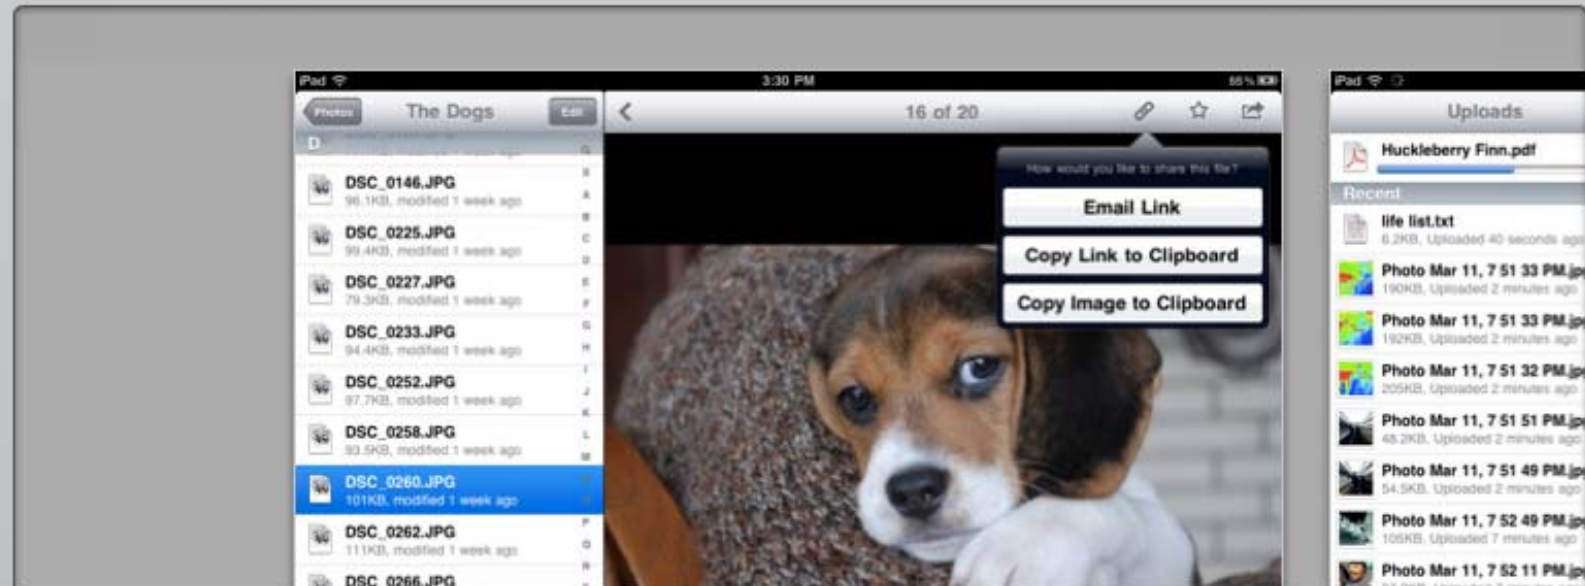 iPad
3:30 PM
Photos
The Dogs
Edit
16 of 20
D
DSC_0146.JPG
96.1KB, modified 1 week ago
DSC_0225.JPG
99.4KB, modified 1 week ago
DSC_0227.JPG
79.3KB, modified 1 week ago
DSC_0233.JPG
94.4KB, modified 1 week ago
DSC_0252.JPG
97.7KB, modified 1 week ago
DSC_0258.JPG
93.5KB, modified 1 week ago
DSC_0260.JPG
101KB, modified 1 week ago
DSC_0262.JPG
111KB, modified 1 week ago
DSC_0266.JPG
How would you like to share this file?
Email Link
Copy Link to Clipboard
Copy Image to Clipboard
iPad
Uploads
Huckleberry Finn.pdf
Recent
life list.txt
6.2KB, Uploaded 40 seconds ago
Photo Mar 11, 7 51 33 PM.jpg
190KB, Uploaded 2 minutes ago
Photo Mar 11, 7 51 33 PM.jpg
192KB, Uploaded 2 minutes ago
Photo Mar 11, 7 51 32 PM.jpg
205KB, Uploaded 2 minutes ago
Photo Mar 11, 7 51 51 PM.jpg
48.2KB, Uploaded 2 minutes ago
Photo Mar 11, 7 51 49 PM.jpg
54.5KB, Uploaded 2 minutes ago
Photo Mar 11, 7 52 49 PM.jpg
105KB, Uploaded 7 minutes ago
Photo Mar 11, 7 52 11 PM.jpg